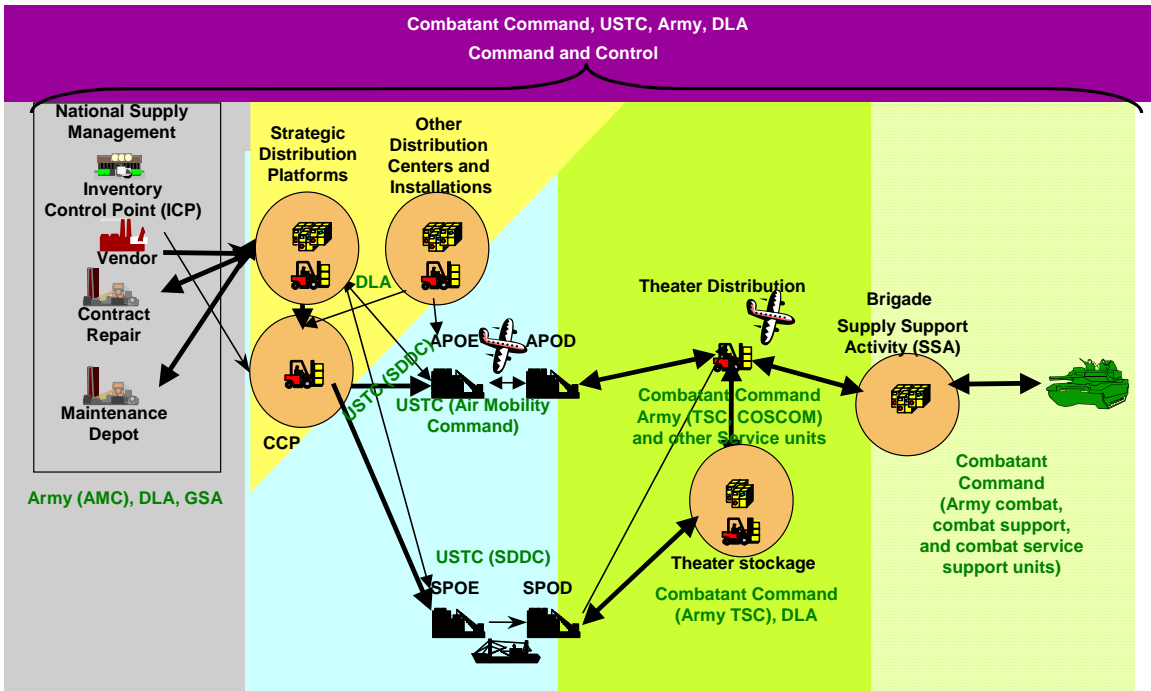 Combatant Command, USTC, Army, DLA
Command and Control
National Supply
Management
Inventory
Control Point (ICP)
Vendor
Contract
Repair
Maintenance
Depot
Army (AMC), DLA, GSA
Strategic
Distribution
Platforms
Other
Distribution
Centers and
Installations
DLA
CCP
USTC (SDDC)
APOE
APOD
USTC (Air Mobility
Command)
USTC (SDDC)
SPOE
SPOD
Theater Distribution
Combatant Command
Army (TSC, COSCOM)
and other Service units
Theater stockage
Combatant Command
(Army TSC), DLA
Brigade
Supply Support
Activity (SSA)
Combatant
Command
(Army combat,
combat support,
and combat service
support units)